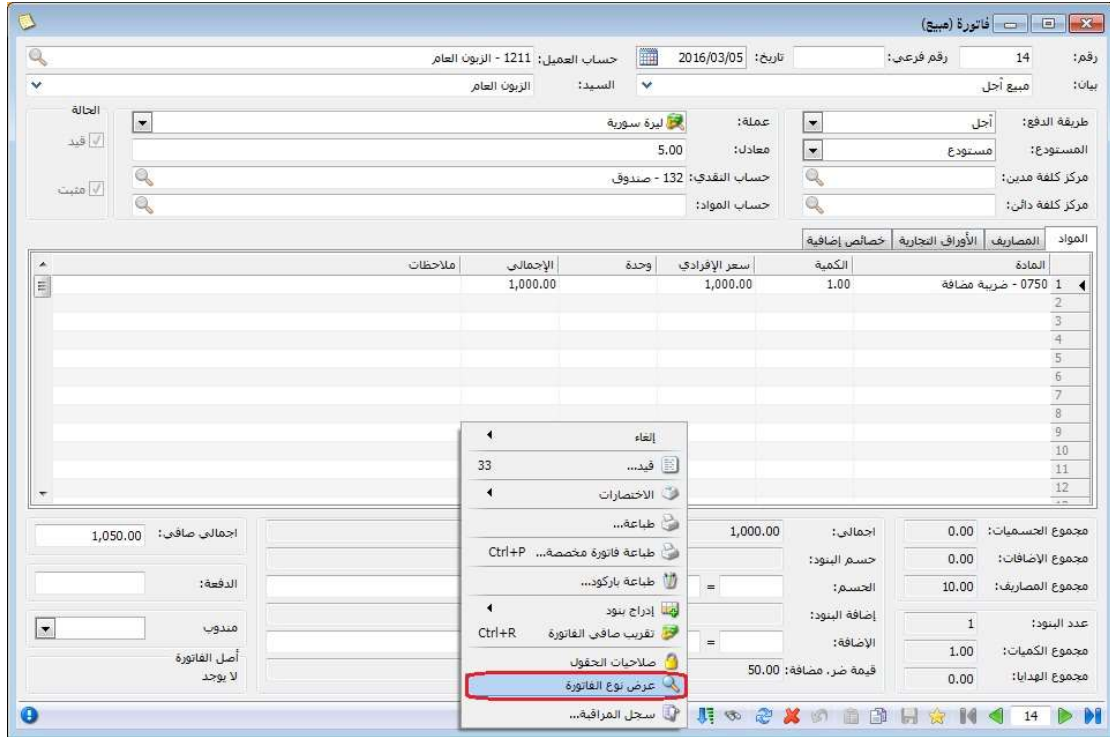 فاتورة (مبيع)
رقم: 14 رقم فرعي: تاريخ: 2016/03/05 حساب العميل: 1211 - الزبون العام
بيان: مبيع آجل السيد: الزبون العام
الحالة
طريقة الدفع: آجل عملة: ليرة سورية
قيد
المستودع: مستودع معادل: 5.00
مركز كلفة مدين: حساب النقدي: 132 - صندوق
مثبت
مركز كلفة دائن: حساب المواد:
المواد المصاريف الأوراق التجارية خصائص إضافية
المادة الكمية سعر الإفرادي وحدة الإجمالي ملاحظات
1 0750 - ضريبة مضافة 1.00 1,000.00 1,000.00
2
3
4
5
6
7
8
9
10
11
12
إلغاء
قيد... 33
الاختصارات
طباعة...
طباعة فاتورة مخصصة... Ctrl+P
طباعة باركود...
إدراج بنود
تقريب صافي الفاتورة Ctrl+R
صلاحيات الحقول
عرض نوع الفاتورة
سجل المراقبة...
مجموع الحسميات: 0.00 اجمالي: 1,000.00 اجمالي صافي: 1,050.00
مجموع الإضافات: 0.00 حسم البنود:
مجموع المصاريف: 10.00 الحسم: = الدفعة:
عدد البنود: 1 إضافة البنود: مندوب
مجموع الكميات: 1.00 الإضافة: =
أصل الفاتورة
مجموع الهدايا: 0.00 قيمة ضر. مضافة: 50.00 لا يوجد
14